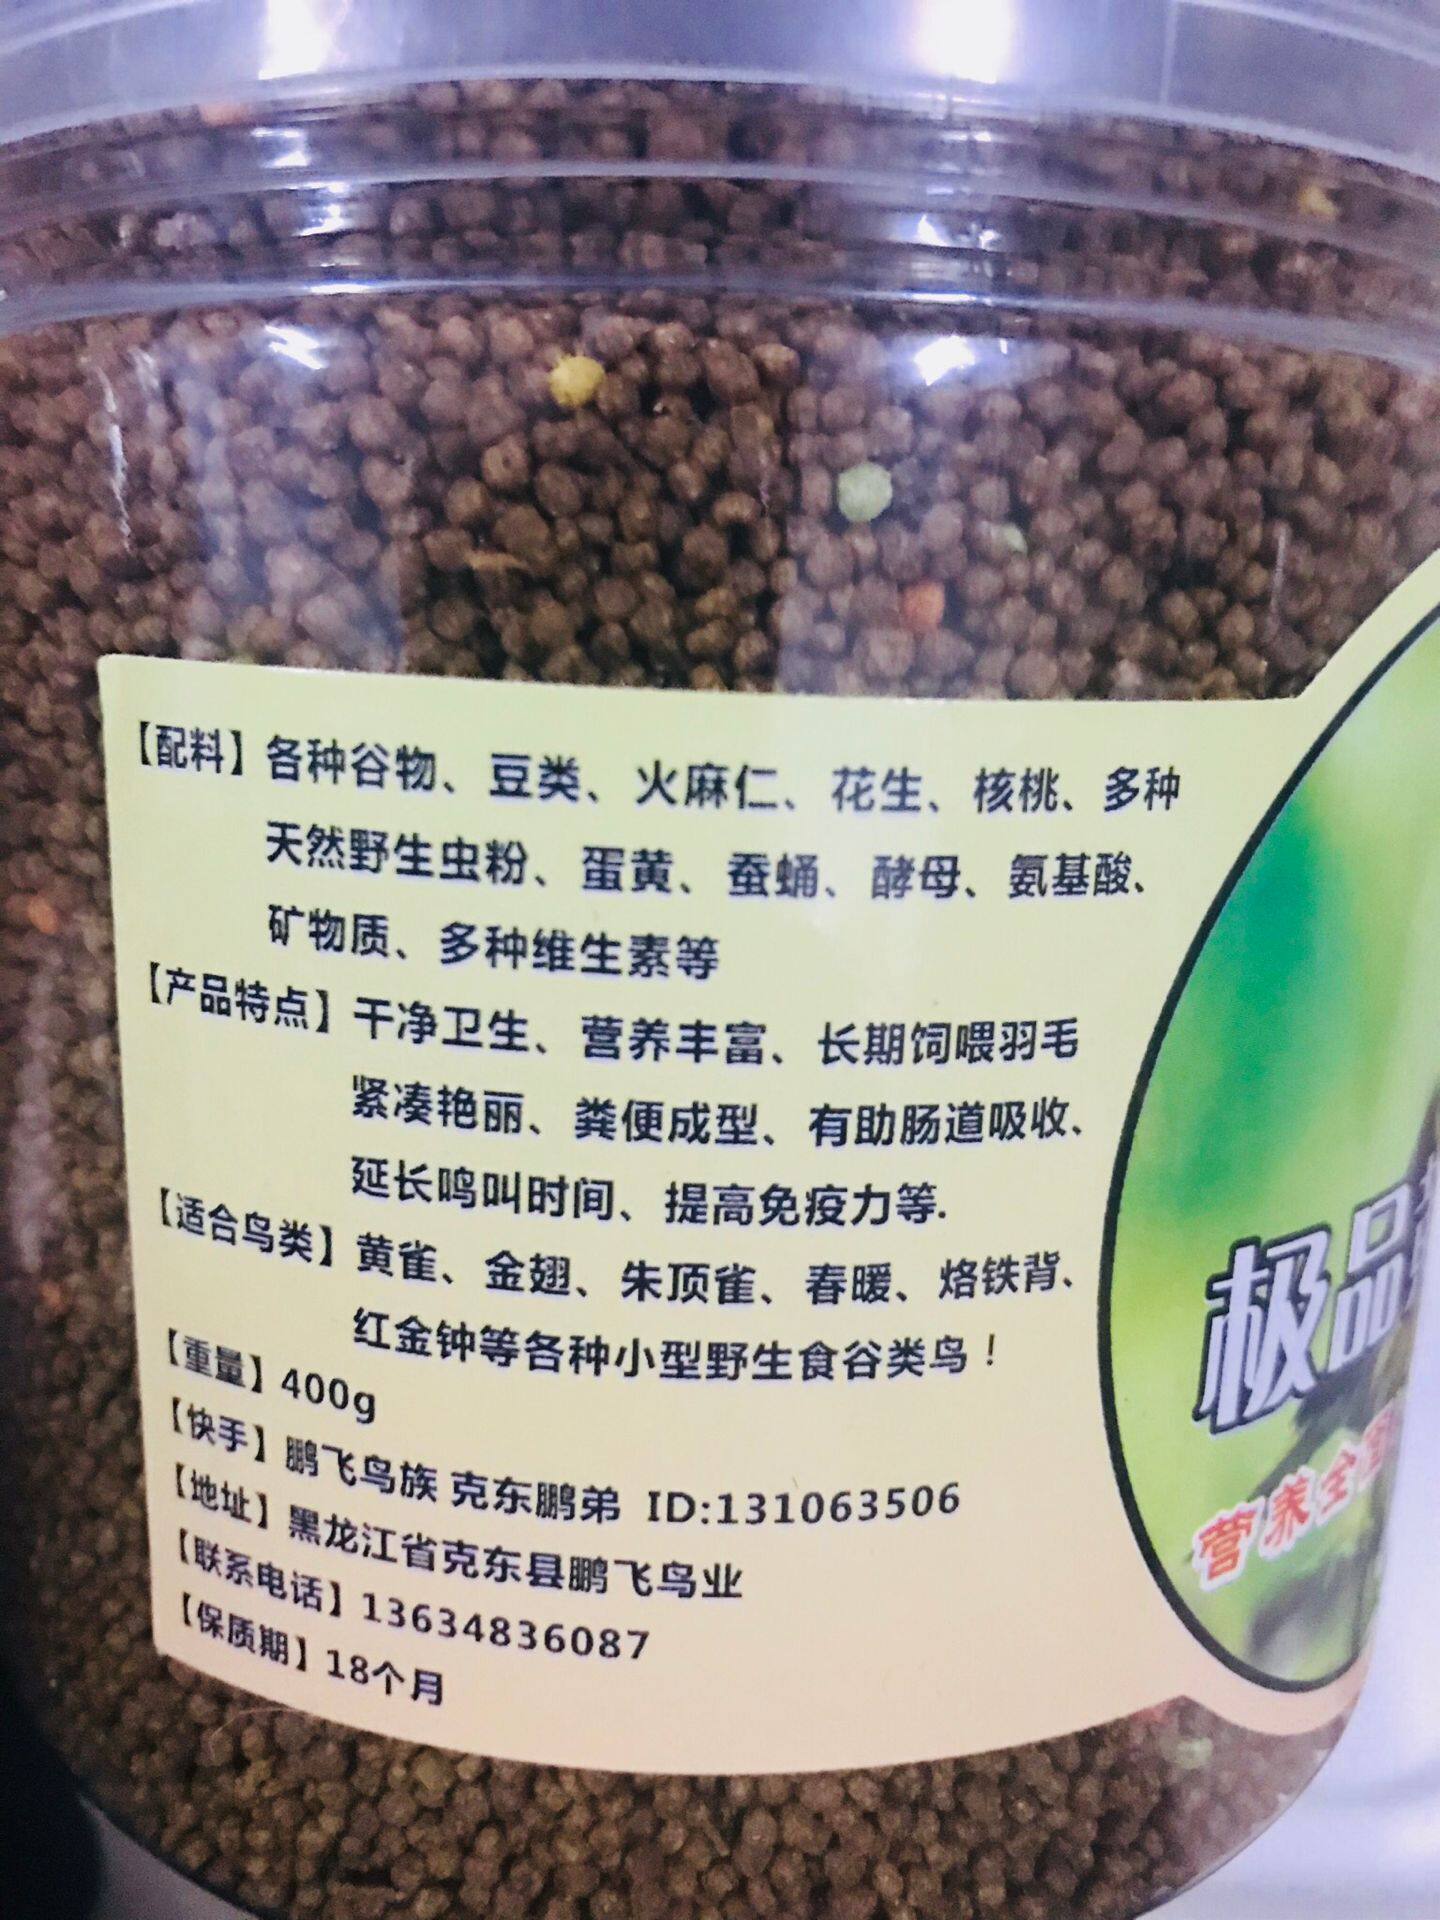 【配料】各种谷物、豆类、火麻仁、花生、核桃、多种
天然野生虫粉、蛋黄、蚕蛹、酵母、氨基酸、
矿物质、多种维生素等
【产品特点】干净卫生、营养丰富、长期饲喂羽毛
紧凑艳丽、粪便成型、有助肠道吸收、
延长鸣叫时间、提高免疫力等.
【适合鸟类】黄雀、金翅、朱顶雀、春暖、烙铁背、
红金钟等各种小型野生食谷类鸟！
【重量】400g
【快手】鹏飞鸟族 克东鹏弟 ID:131063506
【地址】黑龙江省克东县鹏飞鸟业
【联系电话】13634836087
【保质期】18个月
极品
营养全